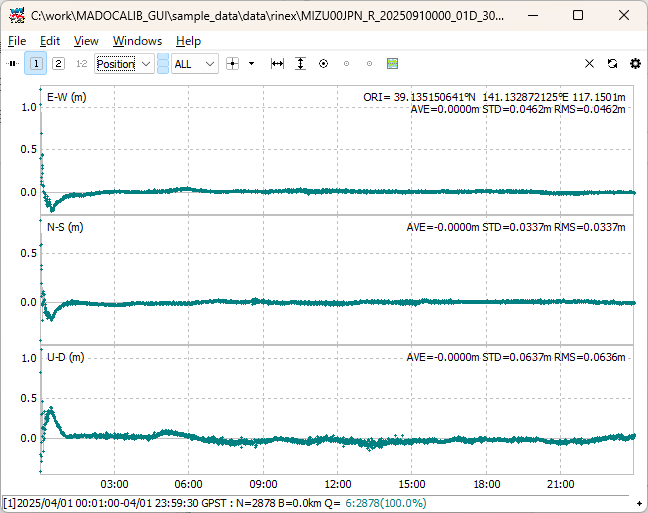 C:\work\MADOCALIB_GUI\sample_data\data\rinex\MIZU00JPN_R_20250910000_01D_30...
File Edit View Windows Help
1 2 Position ALL
E-W (m) ORI= 39.135150641°N 141.132872125°E 117.1501m
AVE=0.0000m STD=0.0462m RMS=0.0462m
1.0
0.5
0.0
N-S (m) AVE=-0.0000m STD=0.0337m RMS=0.0337m
0.5
0.0
U-D (m) AVE=-0.0000m STD=0.0637m RMS=0.0636m
1.0
0.5
0.0
03:00 06:00 09:00 12:00 15:00 18:00 21:00
[1]2025/04/01 00:01:00-04/01 23:59:30 GPST : N=2878 B=0.0km Q= 6:2878(100.0%)